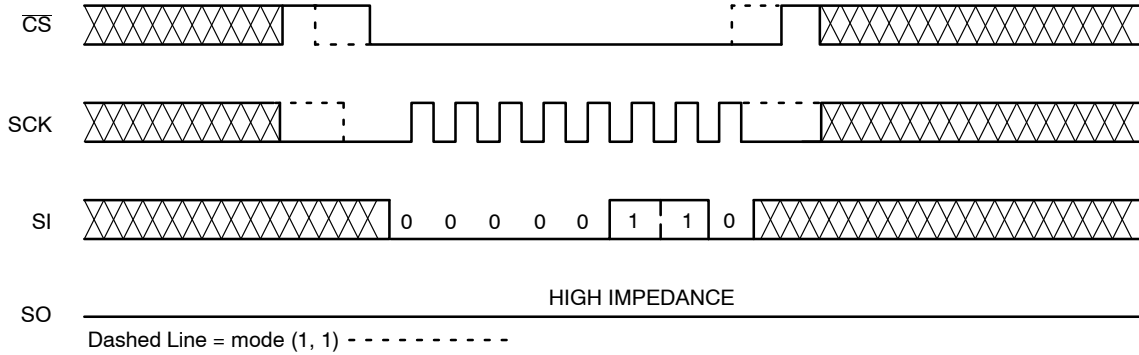 CS
SCK
SI 0 0 0 0 0 1 1 0
HIGH IMPEDANCE
SO
Dashed Line = mode (1, 1)